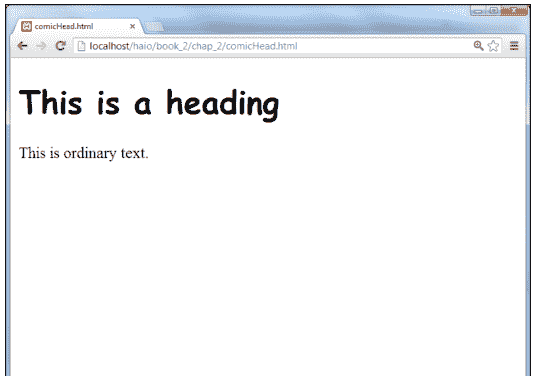 comicHead.html
localhost/haio/book_2/chap_2/comicHead.html
This is a heading
This is ordinary text.